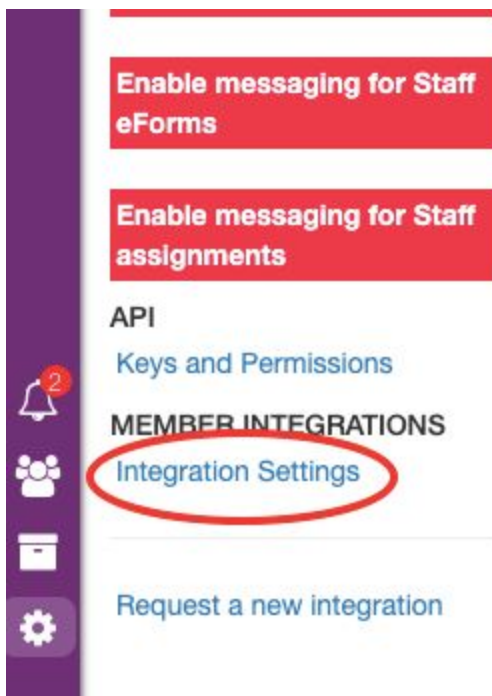 Enable messaging for Staff
eForms
Enable messaging for Staff
assignments
API
Keys and Permissions
2
MEMBER INTEGRATIONS
Integration Settings
Request a new integration